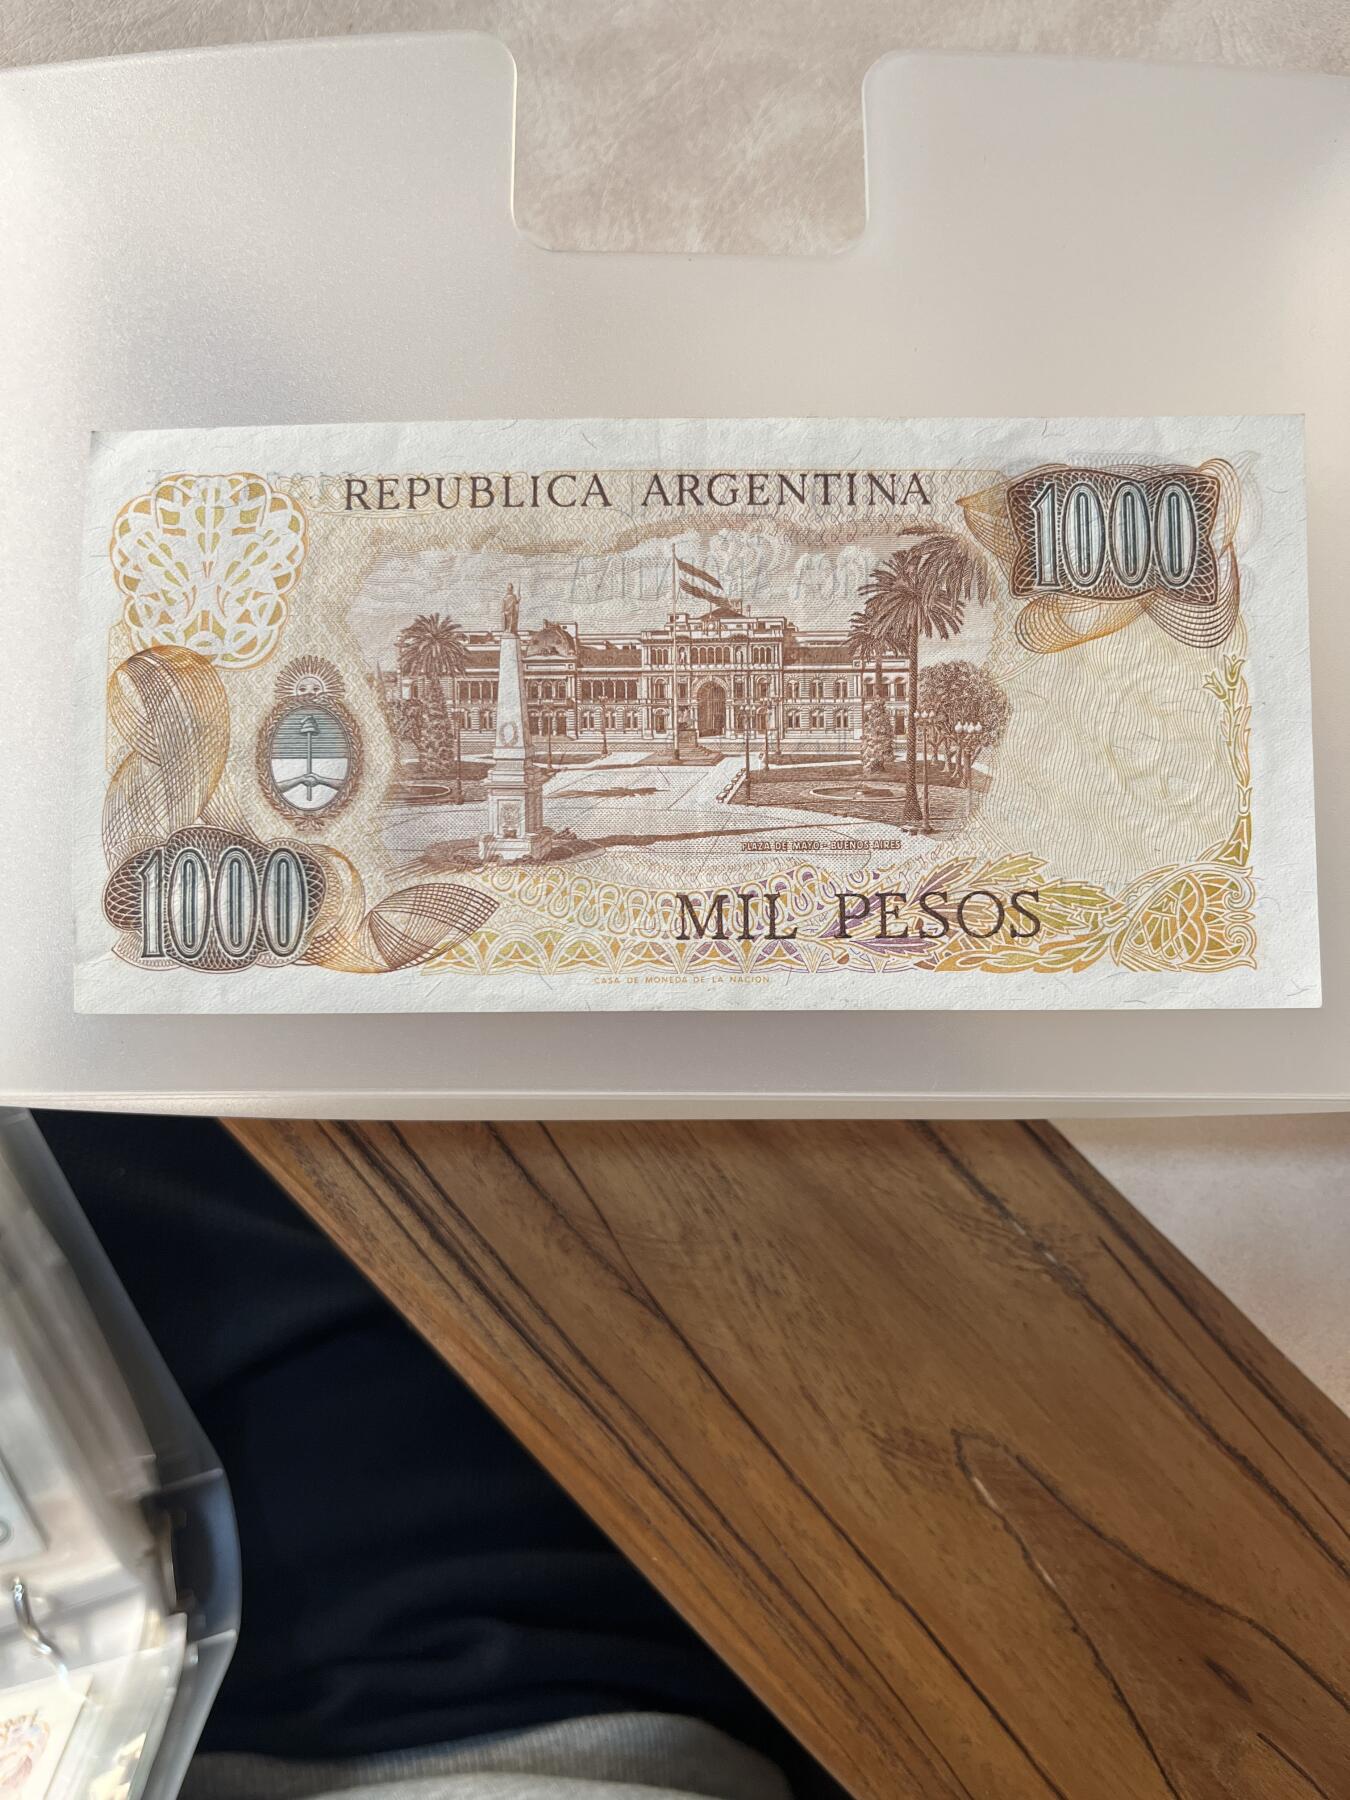 REPUBLICA ARGENTINA
1000
PLAZA DE MAYO - BUENOS AIRES
1000
MIL PESOS
CASA DE MONEDA DE LA NACION